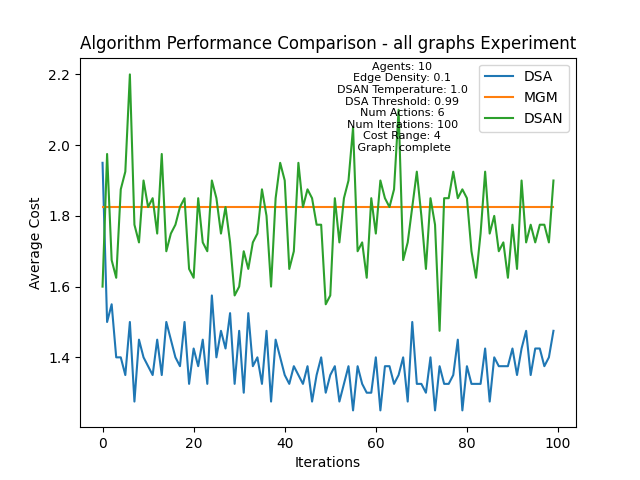 Algorithm Performance Comparison - all graphs Experiment
Agents: 10
Edge Density: 0.1
DSAN Temperature: 1.0
DSA Threshold: 0.99
Num Actions: 6
Num Iterations: 100
Cost Range: 4
Graph: complete
DSA
MGM
DSAN
2.2
2.0
1.8
1.6
1.4
Average Cost
0
20
40
60
80
100
Iterations